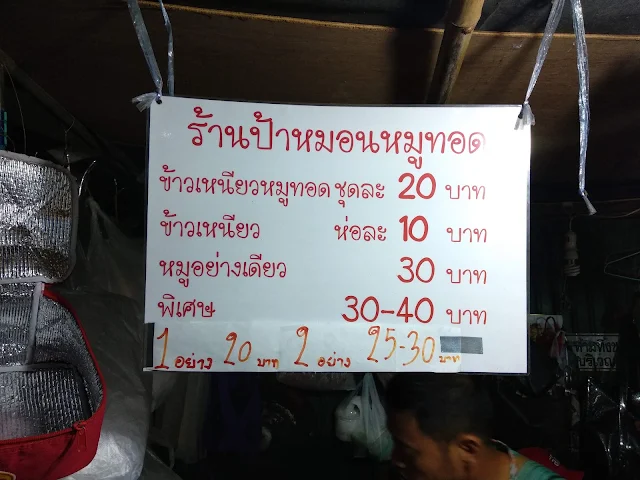 ร้านป้าหมอนหมูทอด
ข้าวเหนียวหมูทอด ชุดละ 20 บาท
ข้าวเหนียว ห่อละ 10 บาท
หมูอย่างเดียว 30 บาท
พิเศษ 30-40 บาท
1 อย่าง 20 บาท 2 อย่าง 25-30 บาท